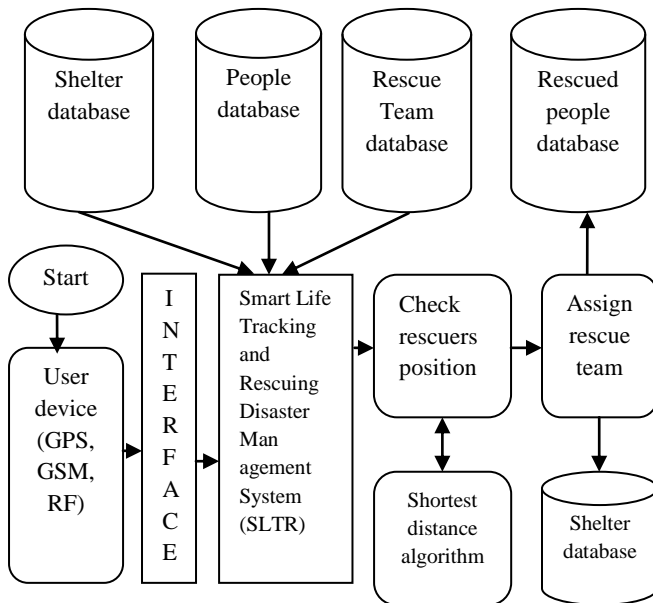 Shelter
database
People
database
Rescue
Team
database
Rescued
people
database
Start
User
device
(GPS,
GSM,
RF)
I
N
T
E
R
F
A
C
E
Smart Life
Tracking
and
Rescuing
Disaster
Man
agement
System
(SLTR)
Check
rescuers
position
Assign
rescue
team
Shortest
distance
algorithm
Shelter
database